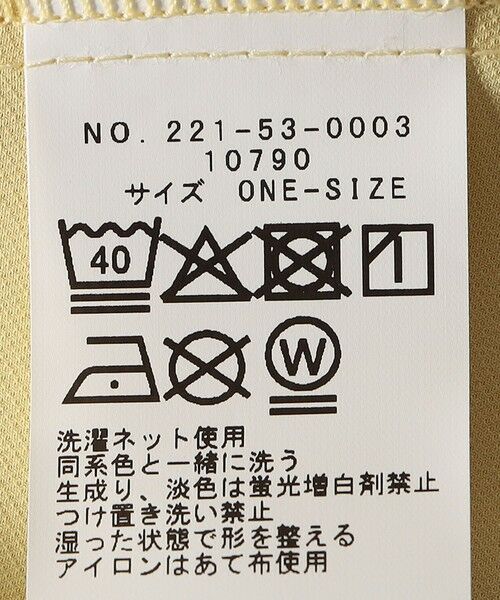 NO. 221-53-0003
10790
サイズ ONE-SIZE
40
W
洗濯ネット使用
同系色と一緒に洗う
生成り、淡色は蛍光増白剤禁止
つけ置き洗い禁止
湿った状態で形を整える
アイロンはあて布使用